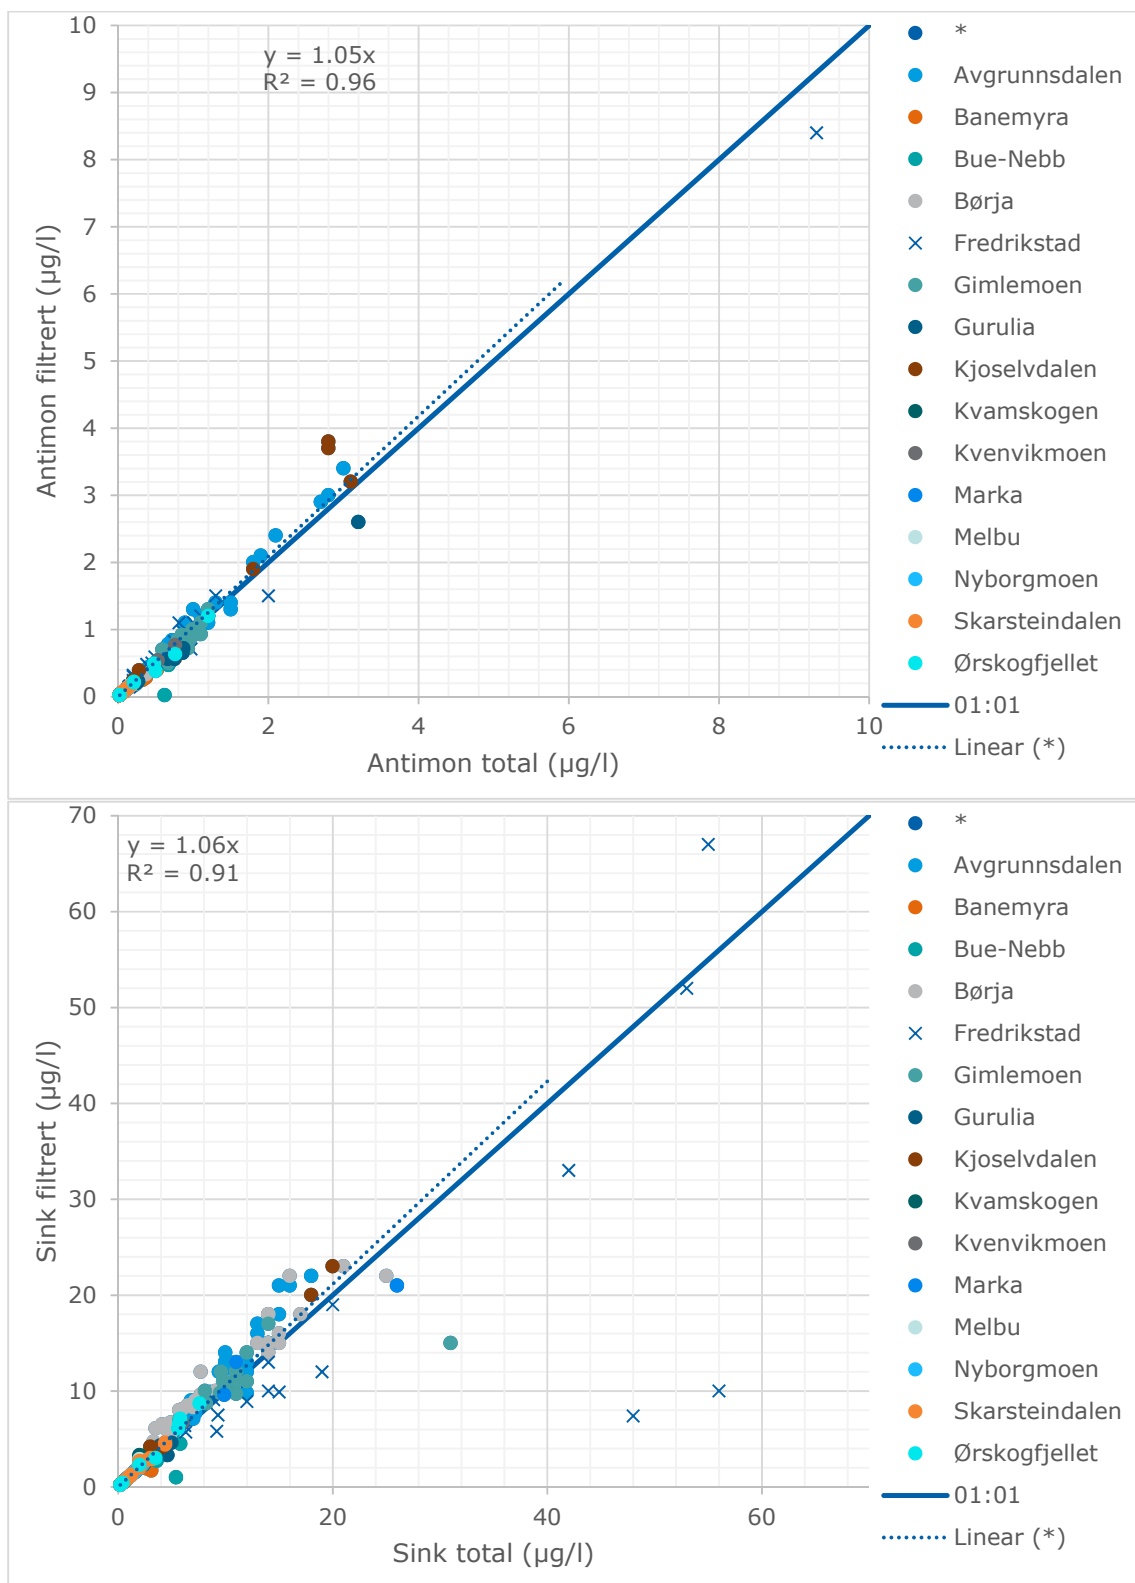 y = 1.05x
R² = 0.96
10
9
8
7
6
5
4
3
2
1
0
Antimon filtrert (µg/l)
0 2 4 6 8 10
Antimon total (µg/l)
*
Avgrunnsdalen
Banemyra
Bue-Nebb
Børja
Fredrikstad
Gimlemoen
Gurulia
Kjoselvdalen
Kvamskogen
Kvenvikmoen
Marka
Melbu
Nyborgmoen
Skarsteindalen
Ørskogfjellet
01:01
Linear (*)
y = 1.06x
R² = 0.91
70
60
50
40
30
20
10
0
Sink filtrert (µg/l)
0 20 40 60
Sink total (µg/l)
*
Avgrunnsdalen
Banemyra
Bue-Nebb
Børja
Fredrikstad
Gimlemoen
Gurulia
Kjoselvdalen
Kvamskogen
Kvenvikmoen
Marka
Melbu
Nyborgmoen
Skarsteindalen
Ørskogfjellet
01:01
Linear (*)